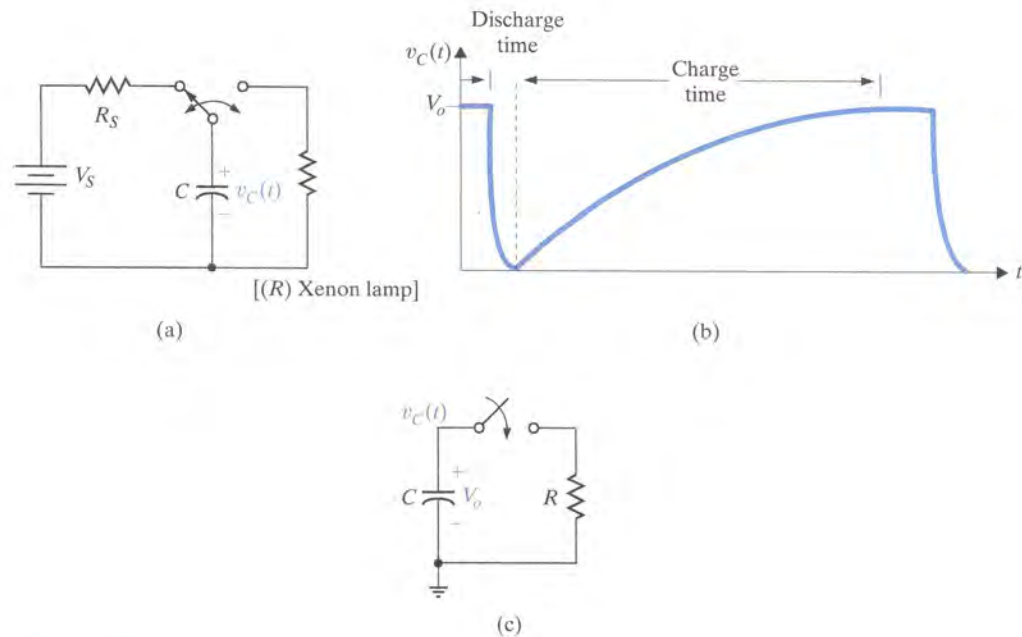 R_S
V_S
C
+
v_C(t)
−
[(R) Xenon lamp]
(a)
Discharge
time
v_C(t)
V_o
Charge
time
t
(b)
v_C(t)
+
C
V_o
−
R
(c)